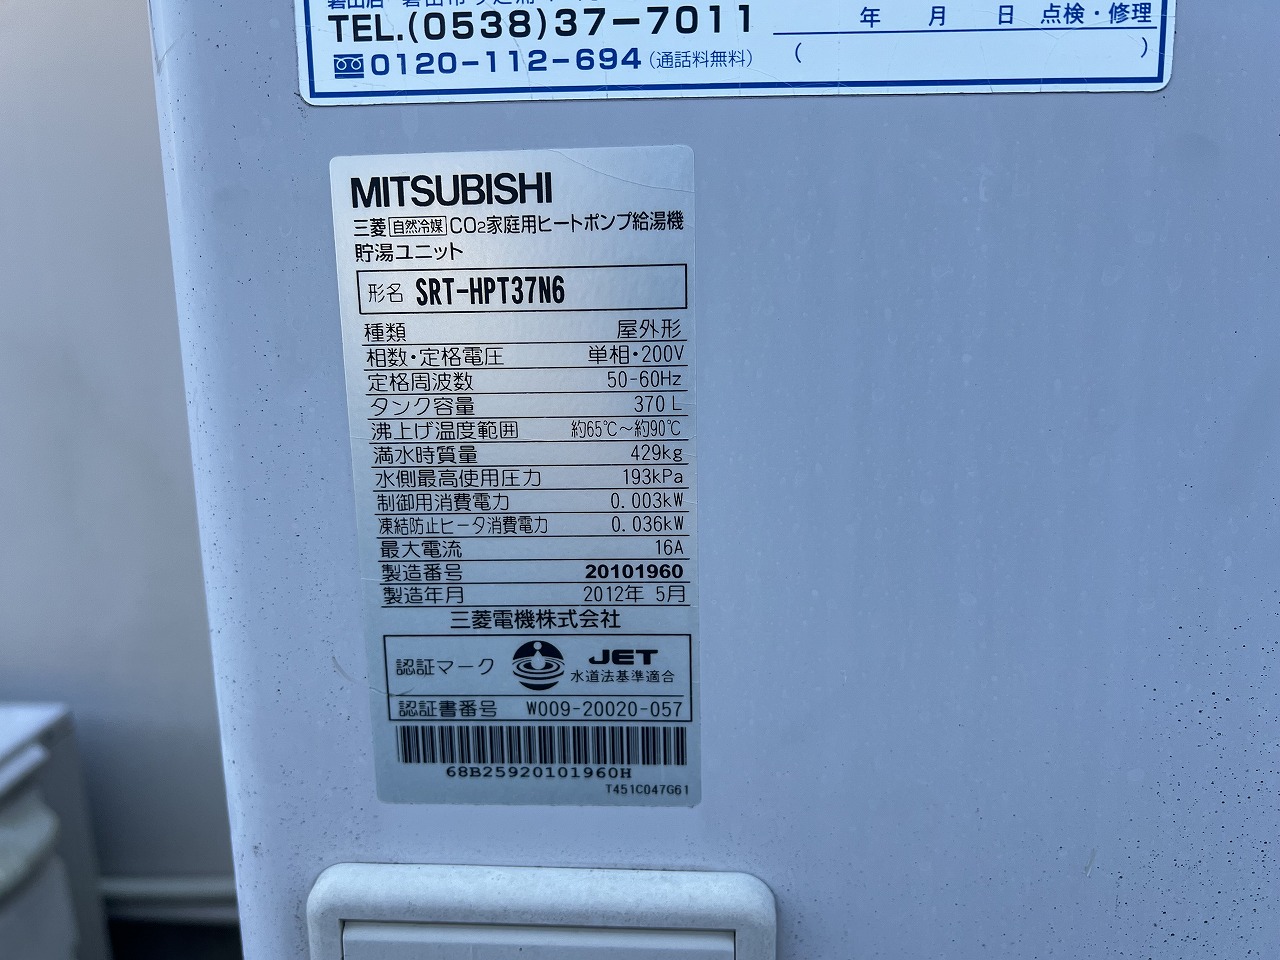 TEL.(0538)37-7011
0120-112-694(通話料無料)
年 月 日 点検・修理
( )
MITSUBISHI
三菱 自然冷媒 CO2家庭用ヒートポンプ給湯機
貯湯ユニット
形名 SRT-HPT37N6
種類 屋外形
相数・定格電圧 単相・200V
定格周波数 50-60Hz
タンク容量 370L
沸上げ温度範囲 約65℃～約90℃
満水時質量 429kg
水側最高使用圧力 193kPa
制御用消費電力 0.003kW
凍結防止ヒータ消費電力 0.036kW
最大電流 16A
製造番号 20101960
製造年月 2012年 5月
三菱電機株式会社
認証マーク JET
水道法基準適合
認証書番号 W009-20020-057
68B25920101960H
T451C047G61